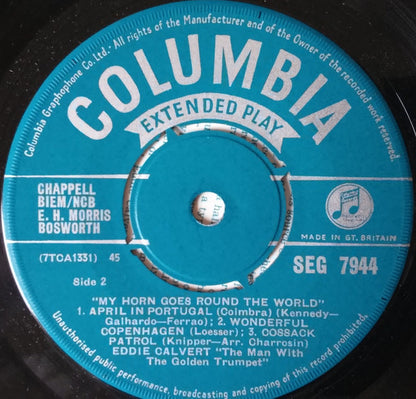 Columbia Graphophone Co. Ltd.- All rights of the Manufacturer and of the Owner of the recorded work reserved.
COLUMBIA
EXTENDED PLAY
CHAPPELL
BIEM/NCB
E. H. MORRIS
BOSWORTH
MADE IN GT. BRITAIN
(7TCA1331) 45
SEG 7944
Side 2
"MY HORN GOES ROUND THE WORLD"
1. APRIL IN PORTUGAL (Coimbra) (Kennedy—
Galhardo—Ferrao); 2. WONDERFUL
COPENHAGEN (Loesser); 3. COSSACK
PATROL (Knipper—Arr. Charrosin)
EDDIE CALVERT "The Man With
The Golden Trumpet"
Unauthorised public performance, broadcasting and copying of this record prohibited.